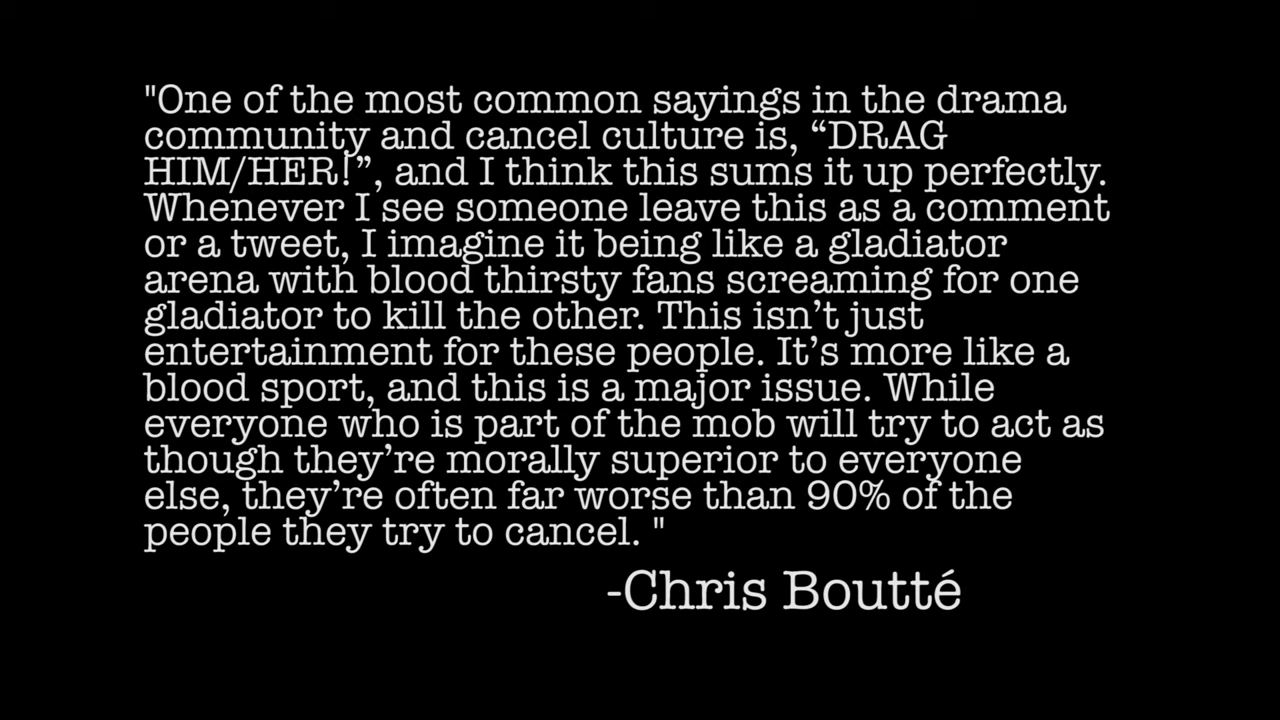 "One of the most common sayings in the drama
community and cancel culture is, “DRAG
HIM/HER!”, and I think this sums it up perfectly.
Whenever I see someone leave this as a comment
or a tweet, I imagine it being like a gladiator
arena with blood thirsty fans screaming for one
gladiator to kill the other. This isn’t just
entertainment for these people. It’s more like a
blood sport, and this is a major issue. While
everyone who is part of the mob will try to act as
though they’re morally superior to everyone
else, they’re often far worse than 90% of the
people they try to cancel. "
-Chris Boutté